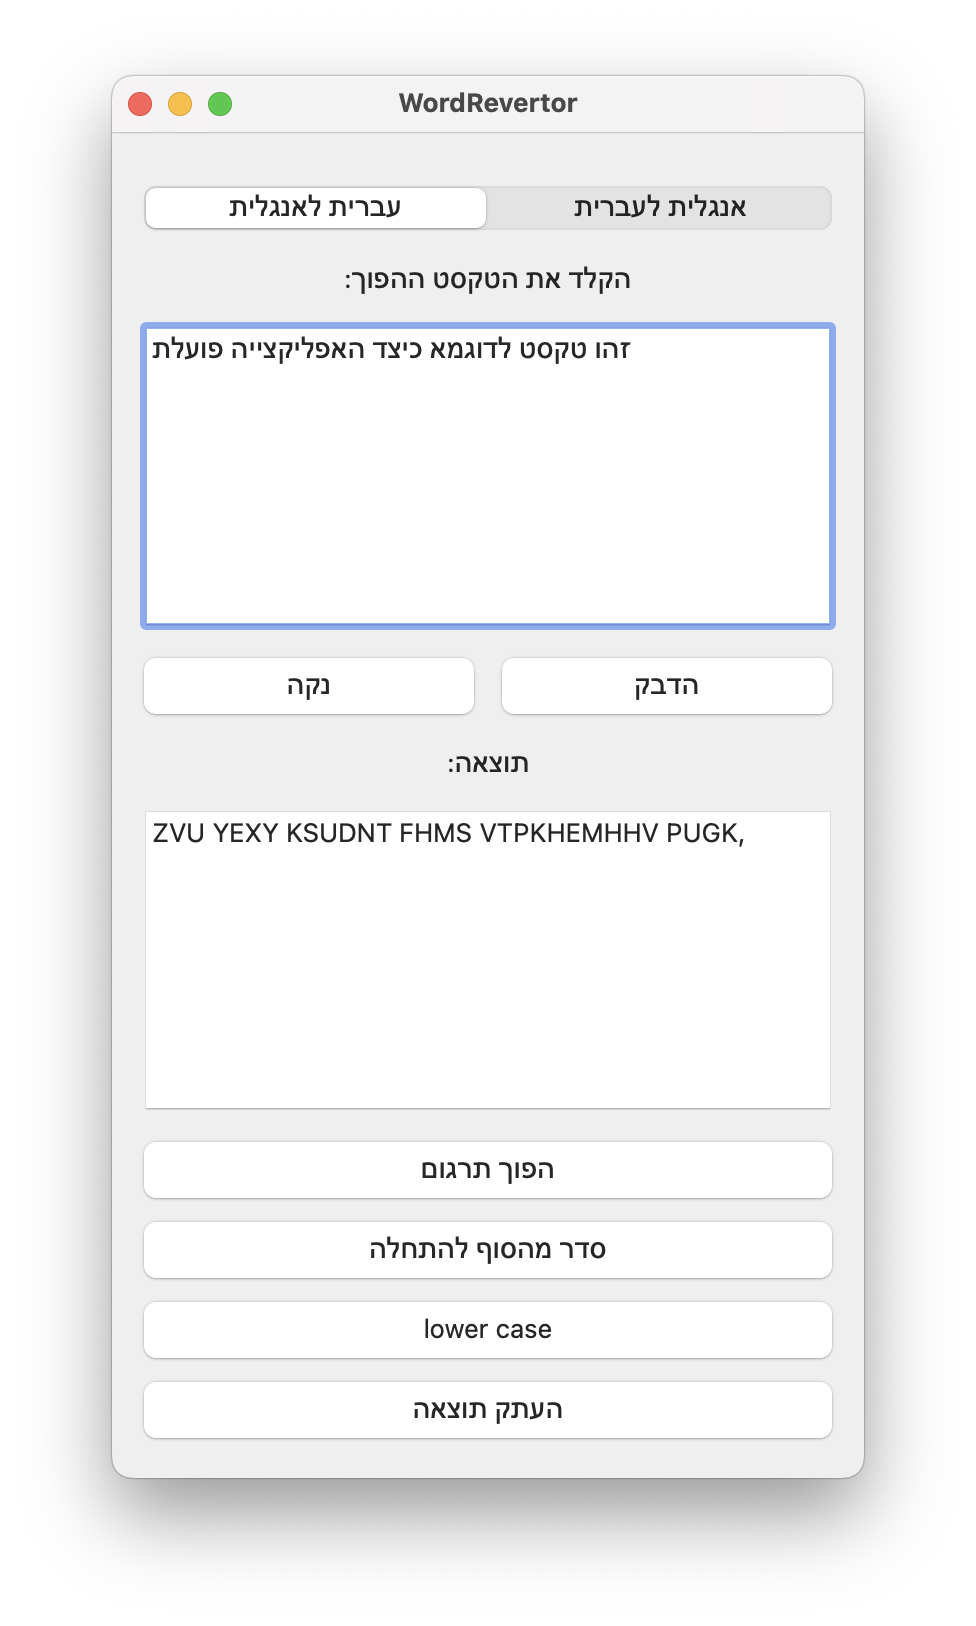 WordRevertor
עברית לאנגלית
אנגלית לעברית
הקלד את הטקסט ההפוך:
זהו טקסט לדוגמא כיצד האפליקצייה פועלת
נקה
הדבק
תוצאה:
ZVU YEXY KSUDNT FHMS VTPKHEMHHV PUGK,
הפוך תרגום
סדר מהסוף להתחלה
lower case
העתק תוצאה